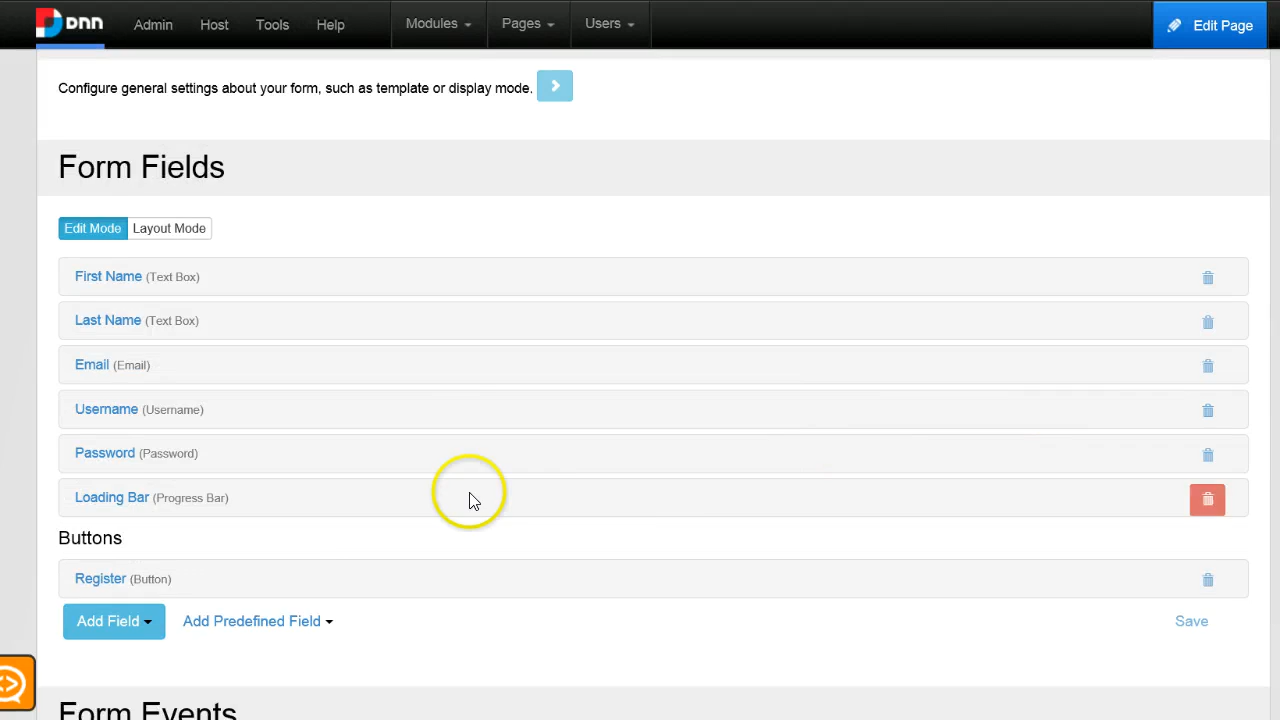 DNN Admin Host Tools Help Modules Pages Users Edit Page
Configure general settings about your form, such as template or display mode.
Form Fields
Edit Mode Layout Mode
First Name (Text Box)
Last Name (Text Box)
Email (Email)
Username (Username)
Password (Password)
Loading Bar (Progress Bar)
Buttons
Register (Button)
Add Field Add Predefined Field Save
Form Events